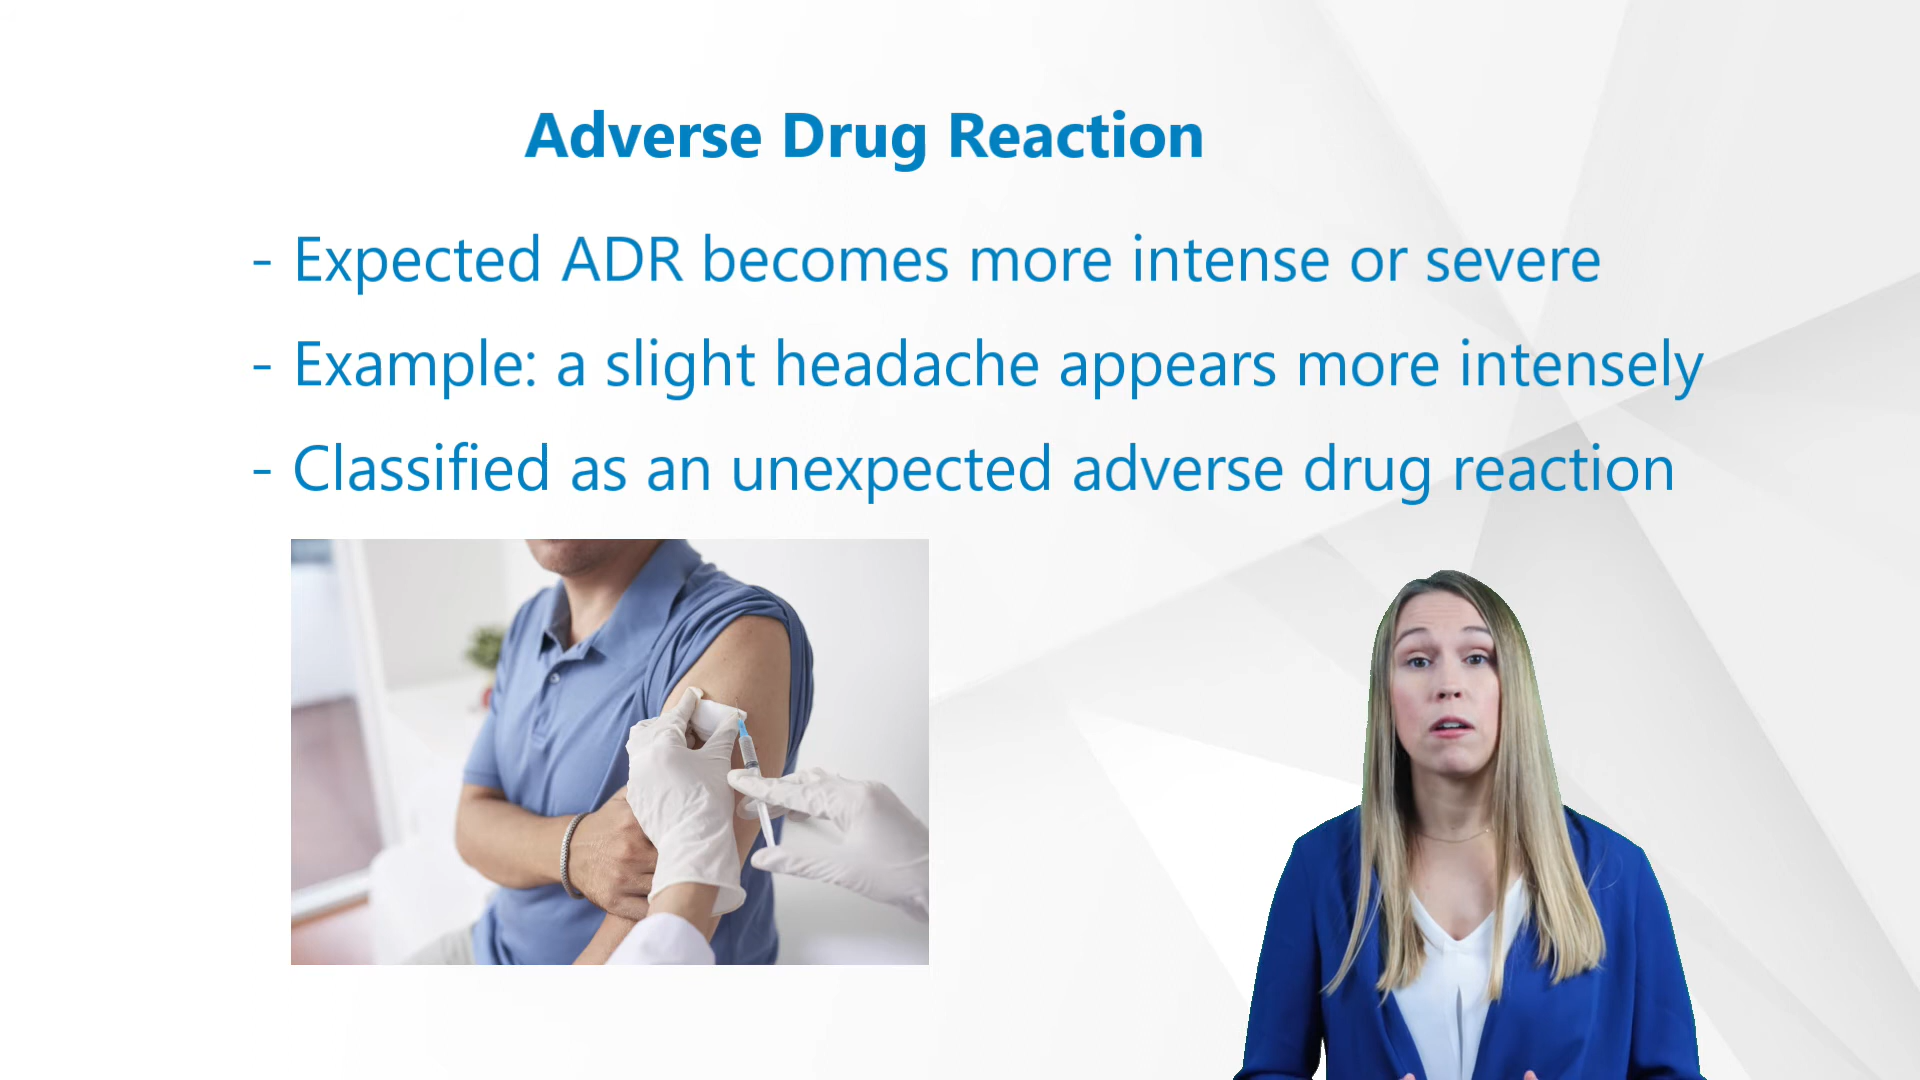 Adverse Drug Reaction
- Expected ADR becomes more intense or severe
- Example: a slight headache appears more intensely
- Classified as an unexpected adverse drug reaction